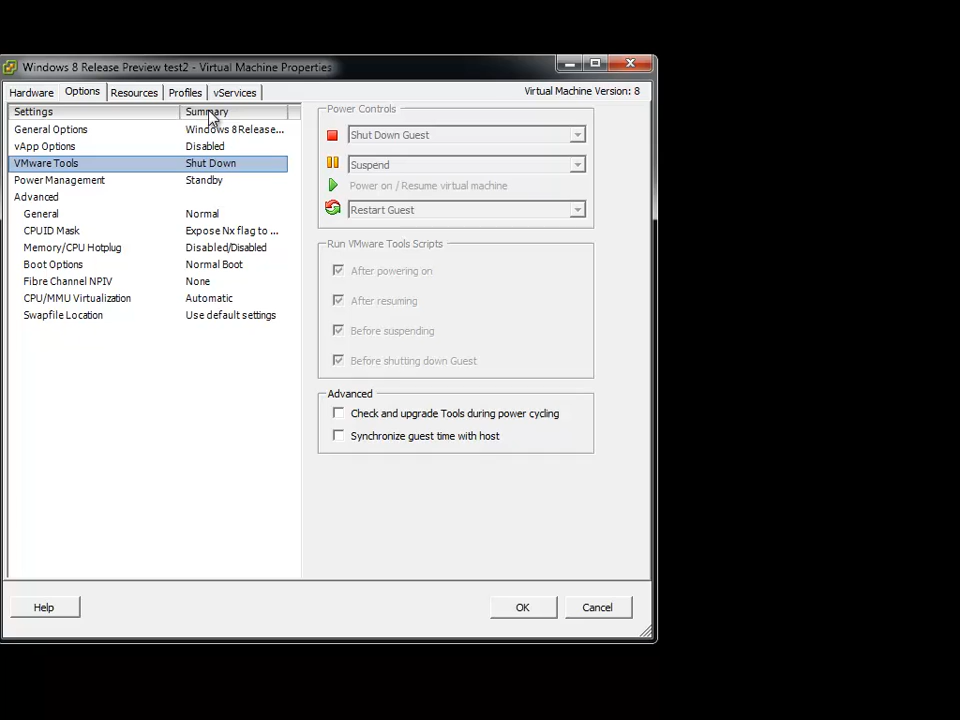 Windows 8 Release Preview test2 - Virtual Machine Properties
Hardware Options Resources Profiles vServices Virtual Machine Version: 8
Settings Summary
General Options Windows 8 Release...
vApp Options Disabled
VMware Tools Shut Down
Power Management Standby
Advanced
General Normal
CPUID Mask Expose Nx flag to ...
Memory/CPU Hotplug Disabled/Disabled
Boot Options Normal Boot
Fibre Channel NPIV None
CPU/MMU Virtualization Automatic
Swapfile Location Use default settings
Power Controls
Shut Down Guest
Suspend
Power on / Resume virtual machine
Restart Guest
Run VMware Tools Scripts
After powering on
After resuming
Before suspending
Before shutting down Guest
Advanced
Check and upgrade Tools during power cycling
Synchronize guest time with host
Help OK Cancel